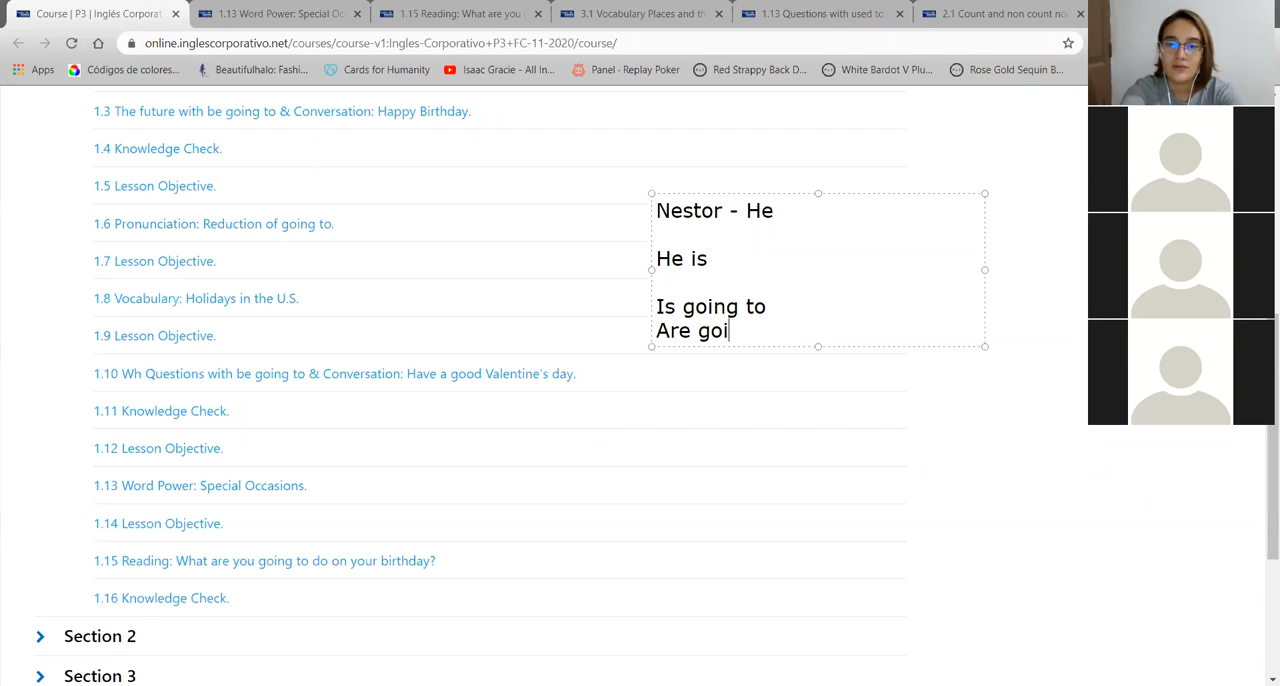 Course | P3 | Inglés Corporat
1.13 Word Power: Special Oc
1.15 Reading: What are you
3.1 Vocabulary Places and th
1.13 Questions with used to
2.1 Count and non count nou
online.inglescorporativo.net/courses/course-v1:Ingles-Corporativo+P3+FC-11-2020/course/
Apps
Códigos de colores...
Beautifulhalo: Fashi...
Cards for Humanity
Isaac Gracie - All In...
Panel - Replay Poker
Red Strappy Back D...
White Bardot V Plu...
Rose Gold Sequin B...
1.3 The future with be going to & Conversation: Happy Birthday.
1.4 Knowledge Check.
1.5 Lesson Objective.
1.6 Pronunciation: Reduction of going to.
1.7 Lesson Objective.
1.8 Vocabulary: Holidays in the U.S.
1.9 Lesson Objective.
1.10 Wh Questions with be going to & Conversation: Have a good Valentine's day.
1.11 Knowledge Check.
1.12 Lesson Objective.
1.13 Word Power: Special Occasions.
1.14 Lesson Objective.
1.15 Reading: What are you going to do on your birthday?
1.16 Knowledge Check.
Section 2
Section 3
Nestor - He
He is
Is going to
Are goi